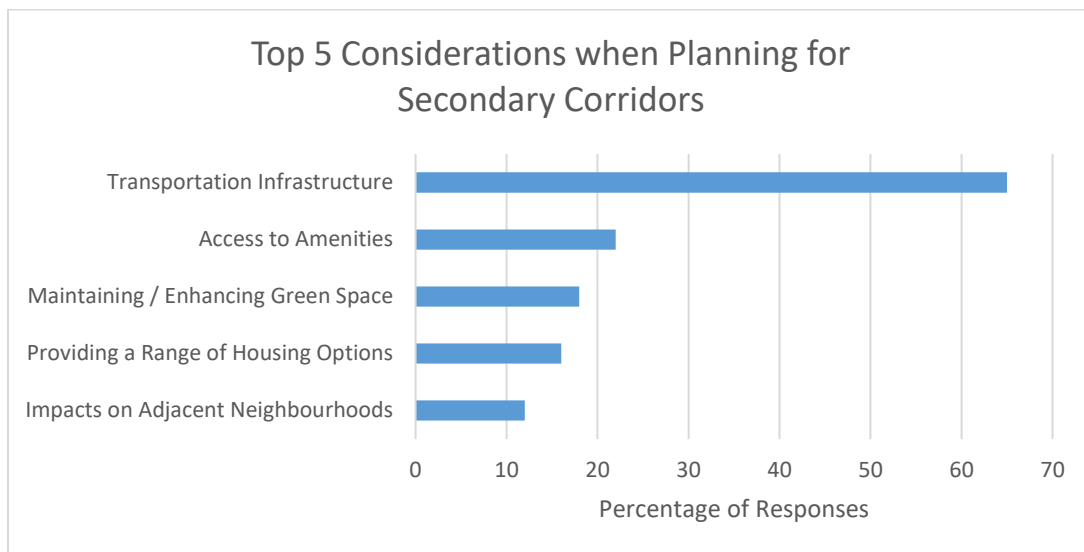 Top 5 Considerations when Planning for
Secondary Corridors
Transportation Infrastructure
Access to Amenities
Maintaining / Enhancing Green Space
Providing a Range of Housing Options
Impacts on Adjacent Neighbourhoods
0 10 20 30 40 50 60 70
Percentage of Responses